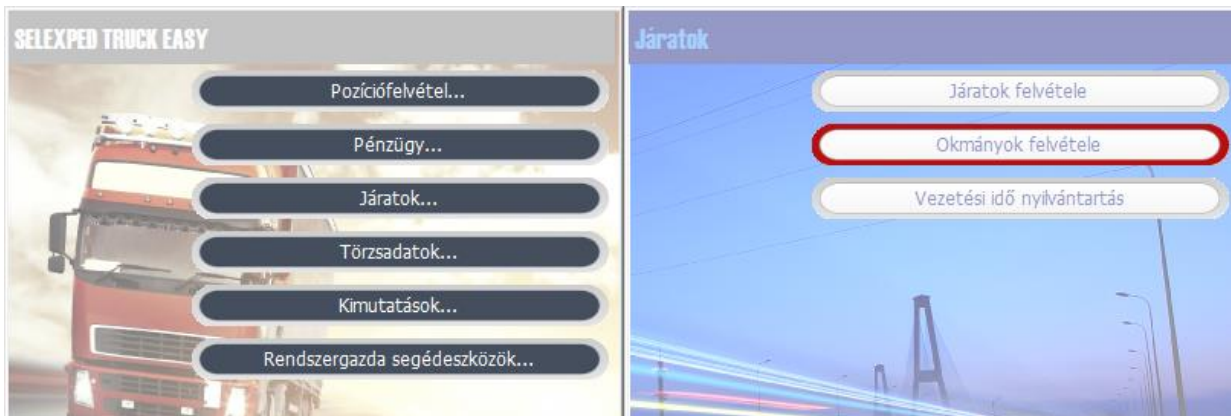 SELEXPED TRUCK EASY
Pozíciófelvétel...
Pénzügy...
Járatok...
Törzsadatok...
Kimutatások...
Rendszergazda segédeszközök...
Járatok
Járatok felvétele
Okmányok felvétele
Vezetési idő nyilvántartás